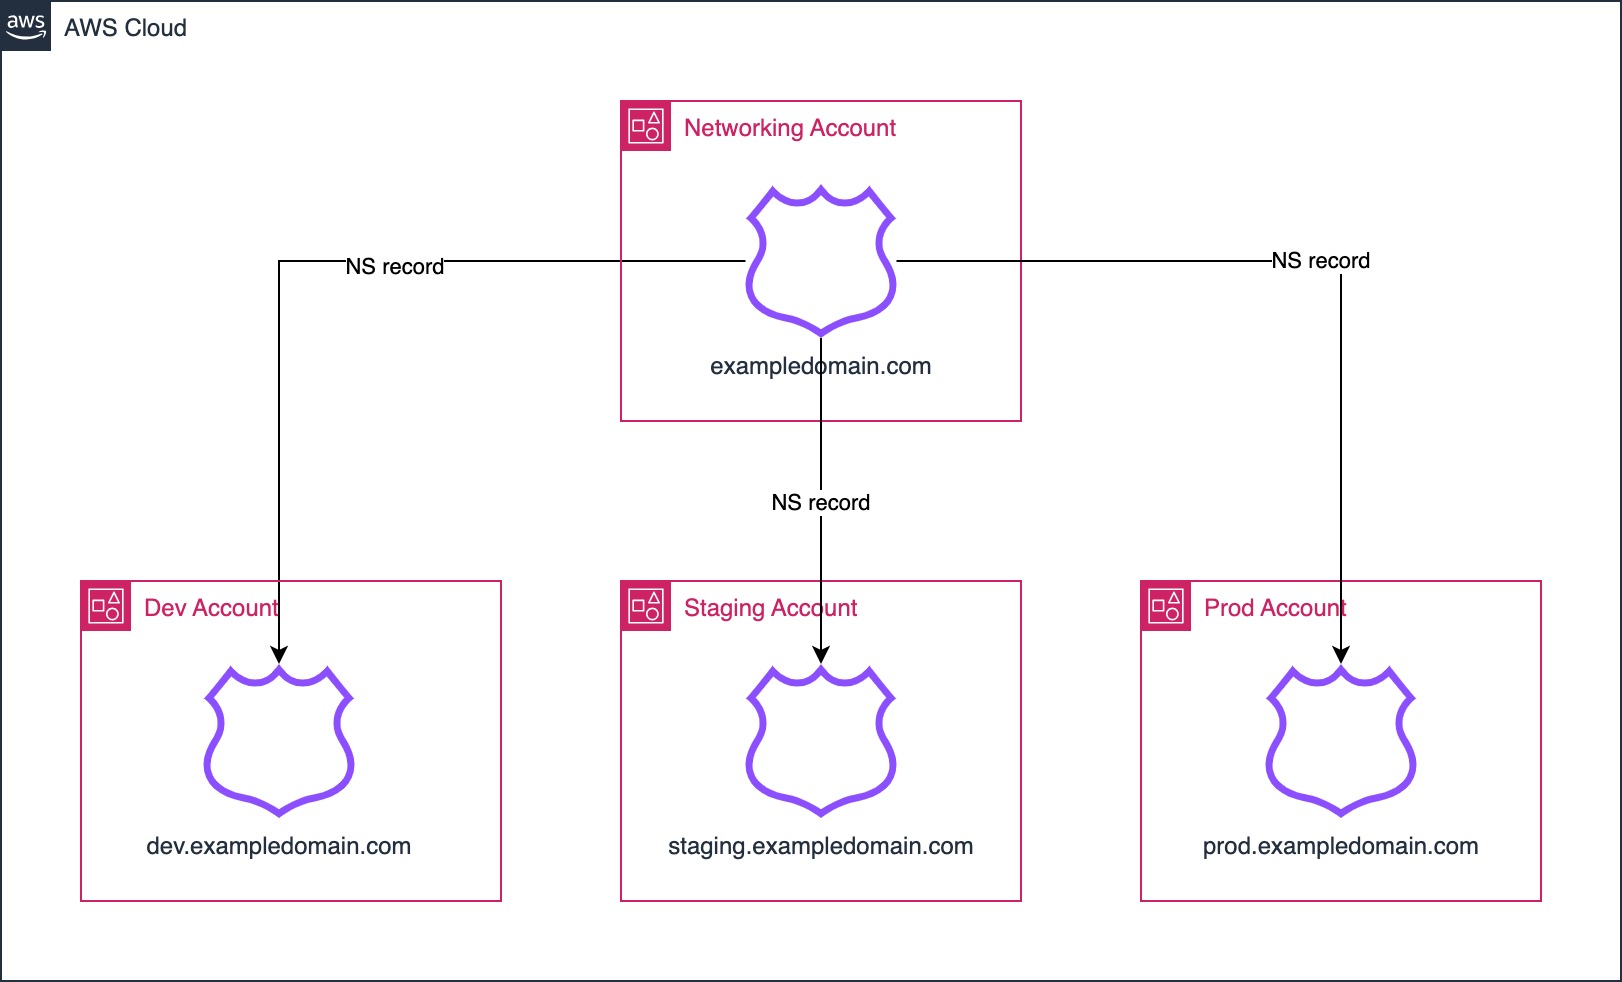 aws
AWS Cloud
Networking Account
NS record
NS record
exampledomain.com
NS record
Dev Account
Staging Account
Prod Account
dev.exampledomain.com
staging.exampledomain.com
prod.exampledomain.com